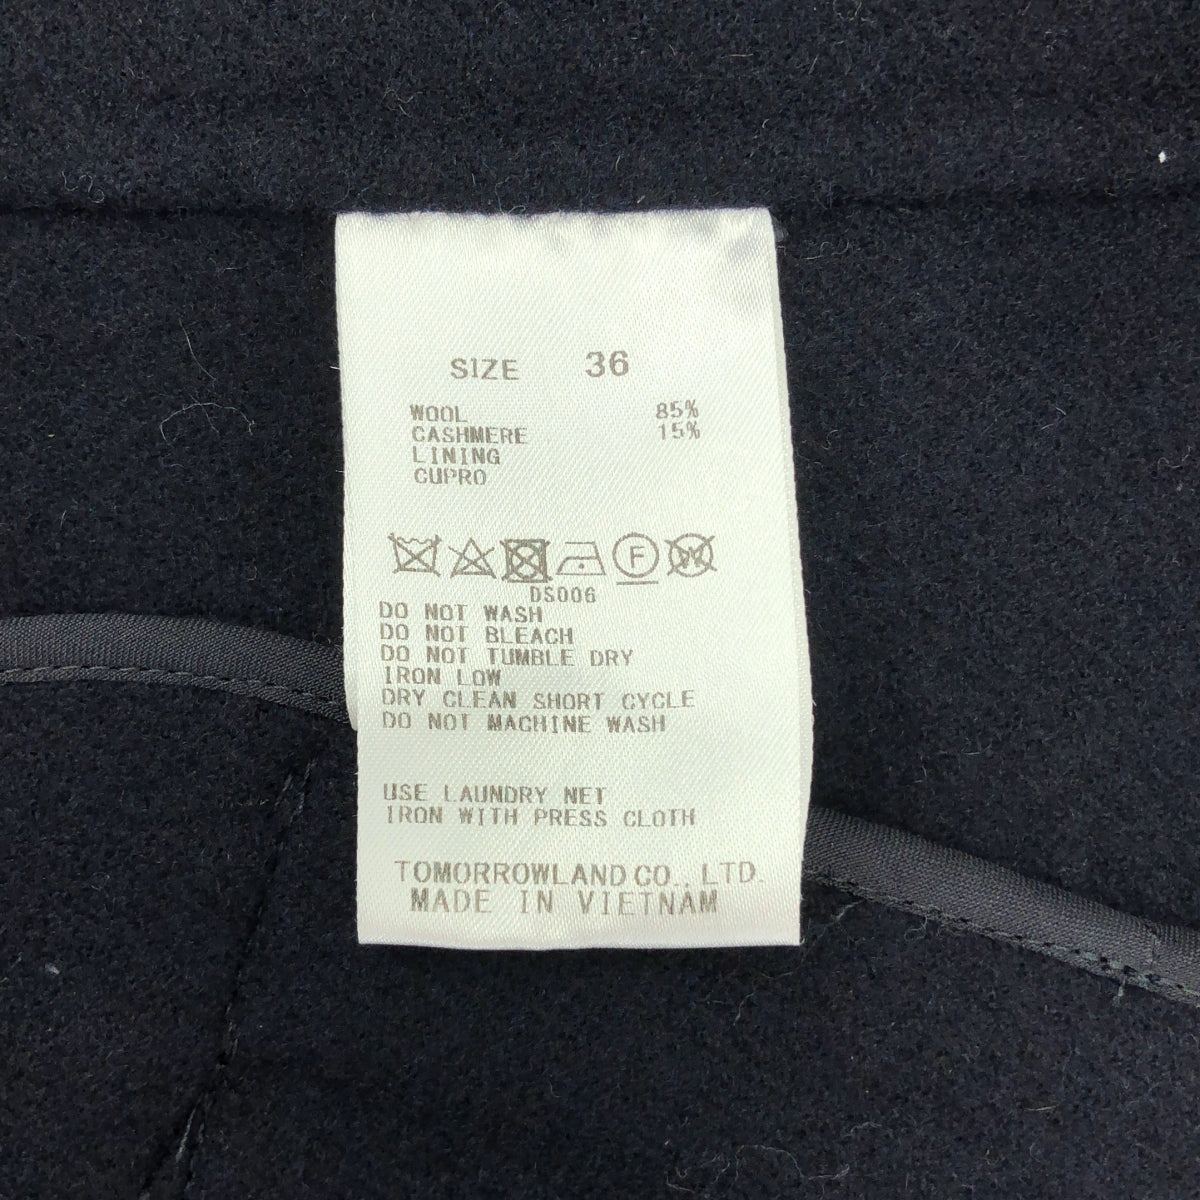 SIZE 36
WOOL 85%
CASHMERE 15%
LINING
CUPRO
F
W
DS006
DO NOT WASH
DO NOT BLEACH
DO NOT TUMBLE DRY
IRON LOW
DRY CLEAN SHORT CYCLE
DO NOT MACHINE WASH
USE LAUNDRY NET
IRON WITH PRESS CLOTH
TOMORROWLAND CO., LTD.
MADE IN VIETNAM